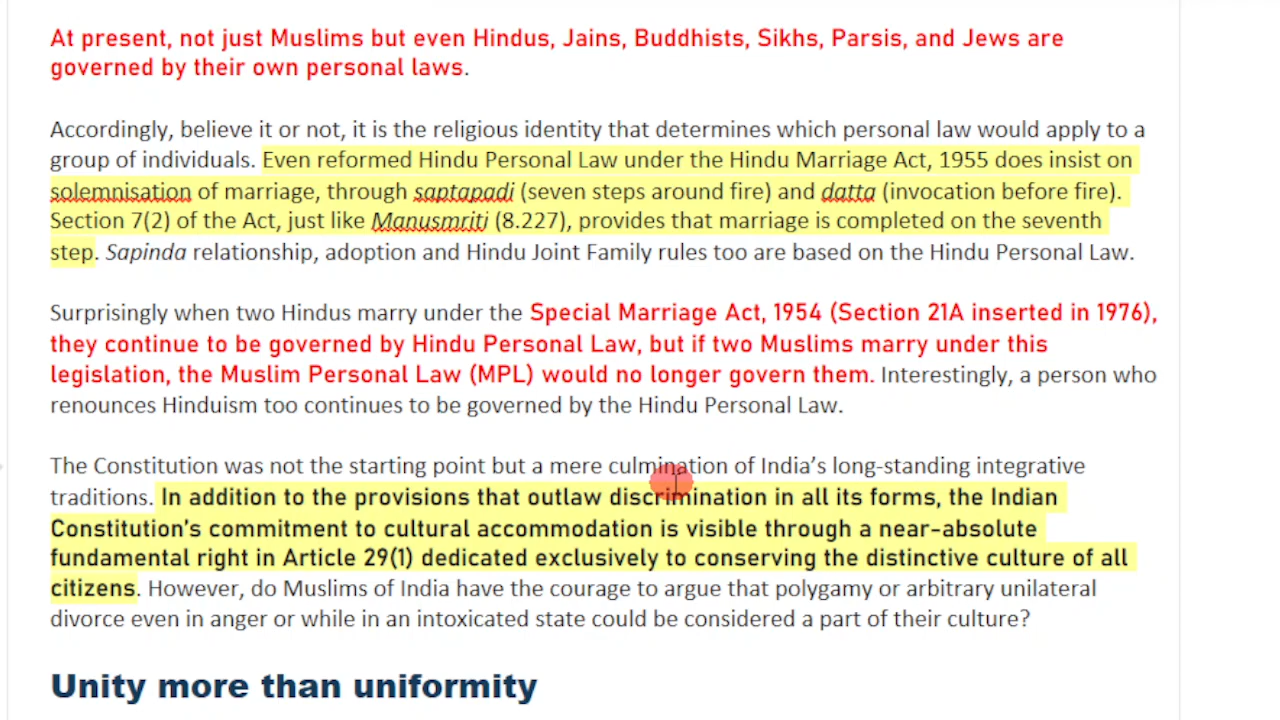 At present, not just Muslims but even Hindus, Jains, Buddhists, Sikhs, Parsis, and Jews are
governed by their own personal laws.
Accordingly, believe it or not, it is the religious identity that determines which personal law would apply to a
group of individuals. Even reformed Hindu Personal Law under the Hindu Marriage Act, 1955 does insist on
solemnisation of marriage, through saptapadi (seven steps around fire) and datta (invocation before fire).
Section 7(2) of the Act, just like Manusmriti (8.227), provides that marriage is completed on the seventh
step. Sapinda relationship, adoption and Hindu Joint Family rules too are based on the Hindu Personal Law.
Surprisingly when two Hindus marry under the Special Marriage Act, 1954 (Section 21A inserted in 1976),
they continue to be governed by Hindu Personal Law, but if two Muslims marry under this
legislation, the Muslim Personal Law (MPL) would no longer govern them. Interestingly, a person who
renounces Hinduism too continues to be governed by the Hindu Personal Law.
The Constitution was not the starting point but a mere culmination of India’s long-standing integrative
traditions. In addition to the provisions that outlaw discrimination in all its forms, the Indian
Constitution’s commitment to cultural accommodation is visible through a near-absolute
fundamental right in Article 29(1) dedicated exclusively to conserving the distinctive culture of all
citizens. However, do Muslims of India have the courage to argue that polygamy or arbitrary unilateral
divorce even in anger or while in an intoxicated state could be considered a part of their culture?
Unity more than uniformity